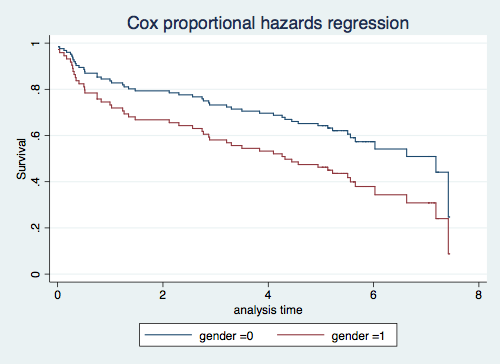 Cox proportional hazards regression
1
.8
.6
.4
.2
0
Survival
0 2 4 6 8
analysis time
gender =0 gender =1